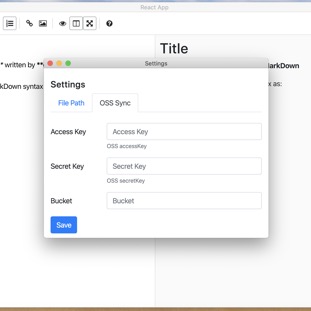 React App
Title
Settings
* written by **
arkDown
Settings
kDown syntax
x as:
File Path
OSS Sync
Access Key
Access Key
OSS accessKey
Secret Key
Secret Key
OSS secretKey
Bucket
Bucket
Save